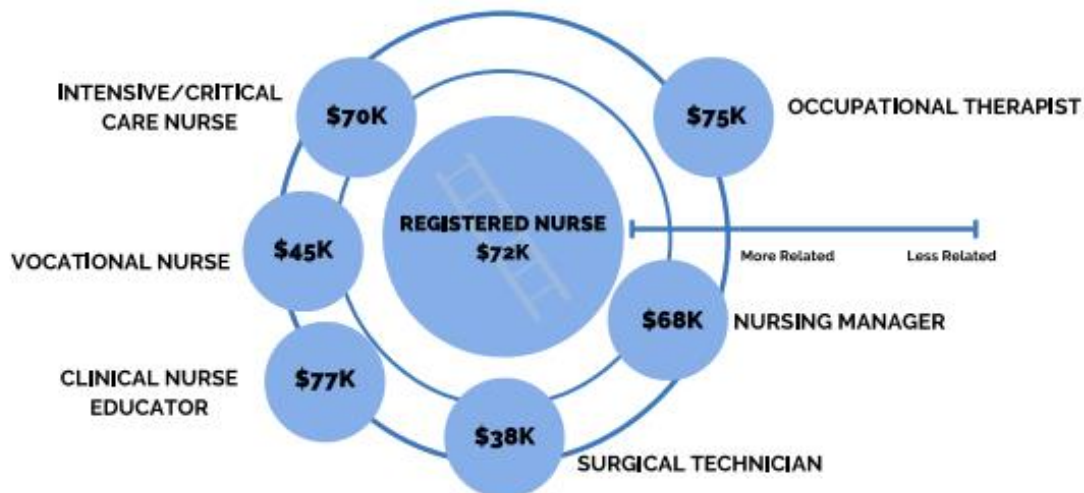 INTENSIVE/CRITICAL
CARE NURSE
$70K
$75K
OCCUPATIONAL THERAPIST
REGISTERED NURSE
$72K
VOCATIONAL NURSE
$45K
More Related
Less Related
$68K
NURSING MANAGER
CLINICAL NURSE
EDUCATOR
$77K
$38K
SURGICAL TECHNICIAN